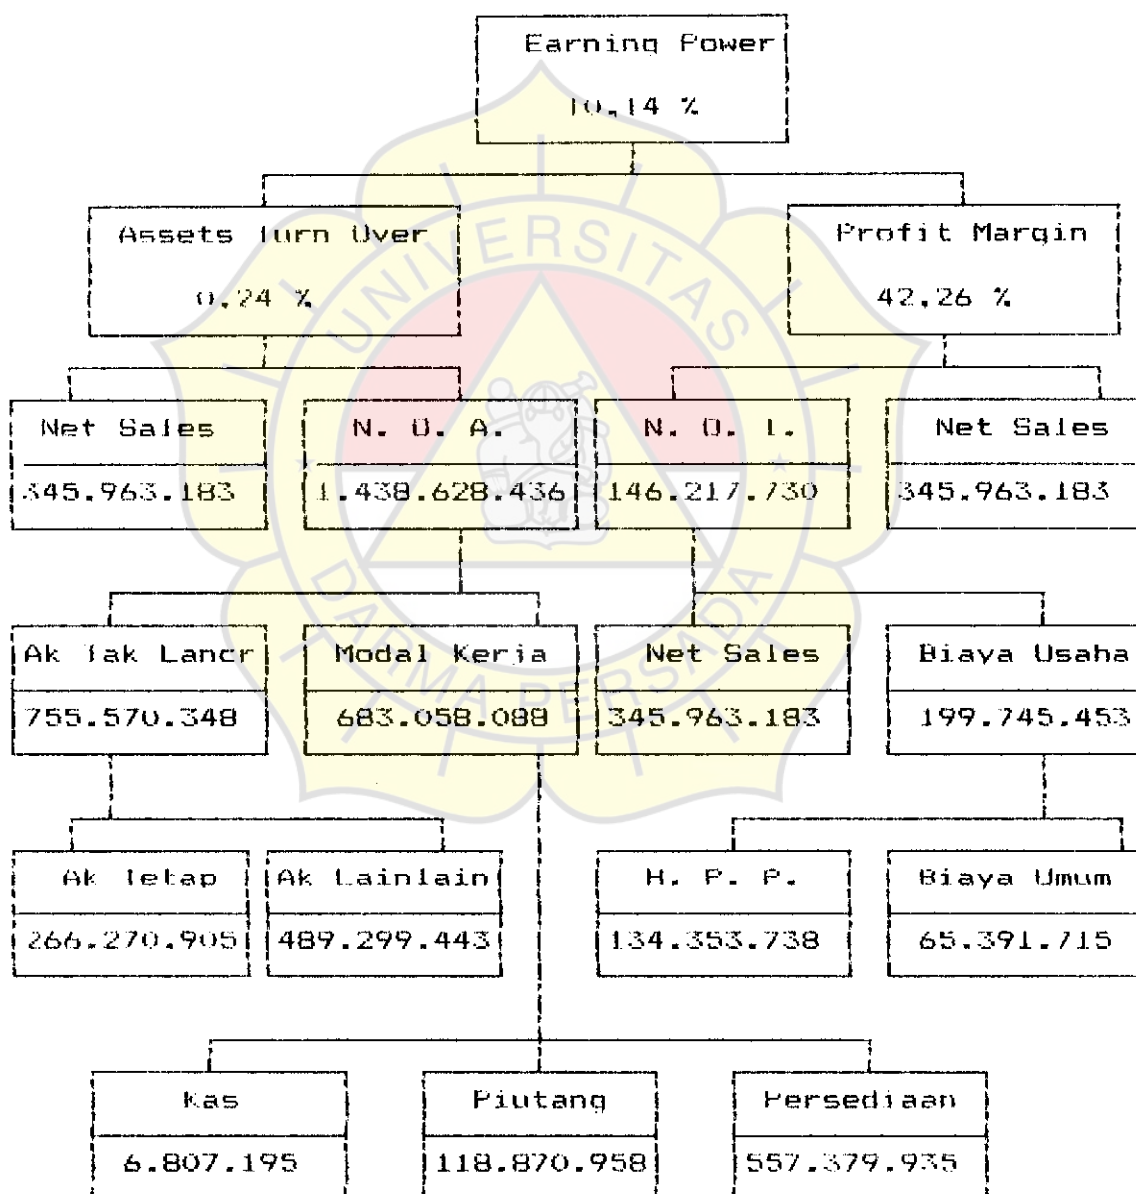 Earning Power
10.14 %
Assets Turn Over
Profit Margin
0.24 %
42.26 %
Net Sales
N. O. A.
N. O. I.
Net Sales
345.963.183
1.438.628.436
146.217.730
345.963.183
Ak Tak Lancr
Modal Kerja
Net Sales
Biaya Usaha
755.570.348
683.058.088
345.963.183
199.745.453
Ak Tetap
Ak Lainlain
H. P. P.
Biaya Umum
266.270.905
489.299.443
134.353.738
65.391.715
Kas
Piutang
Persediaan
6.807.195
118.870.958
557.379.935
UNIVERSITAS
DARMA PERSADA